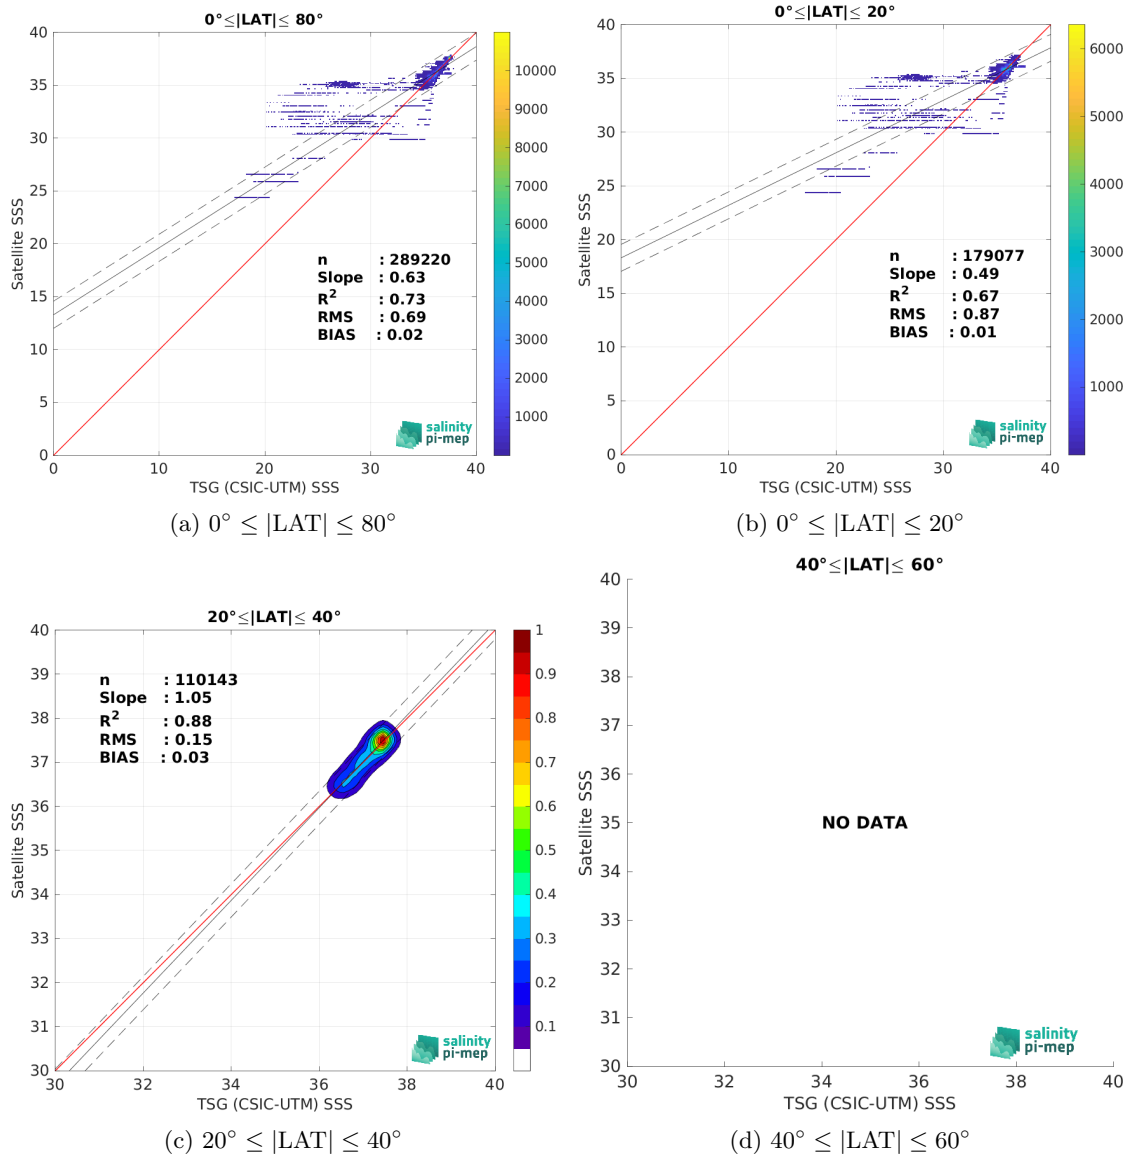 0°≤|LAT|≤ 80°
40
35
30
25
20
15
10
5
0
Satellite SSS
n : 289220
Slope : 0.63
R² : 0.73
RMS : 0.69
BIAS : 0.02
salinity
pi-mep
0 10 20 30 40
TSG (CSIC-UTM) SSS
10000
9000
8000
7000
6000
5000
4000
3000
2000
1000
(a) 0° ≤ |LAT| ≤ 80°
0°≤|LAT|≤ 20°
40
35
30
25
20
15
10
5
0
Satellite SSS
n : 179077
Slope : 0.49
R² : 0.67
RMS : 0.87
BIAS : 0.01
salinity
pi-mep
0 10 20 30 40
TSG (CSIC-UTM) SSS
6000
5000
4000
3000
2000
1000
(b) 0° ≤ |LAT| ≤ 20°
20°≤|LAT|≤ 40°
40
39
38
37
36
35
34
33
32
31
30
Satellite SSS
n : 110143
Slope : 1.05
R² : 0.88
RMS : 0.15
BIAS : 0.03
salinity
pi-mep
30 32 34 36 38 40
TSG (CSIC-UTM) SSS
1
0.9
0.8
0.7
0.6
0.5
0.4
0.3
0.2
0.1
(c) 20° ≤ |LAT| ≤ 40°
40°≤|LAT|≤ 60°
40
39
38
37
36
35
34
33
32
31
30
Satellite SSS
NO DATA
salinity
pi-mep
30 32 34 36 38 40
TSG (CSIC-UTM) SSS
(d) 40° ≤ |LAT| ≤ 60°